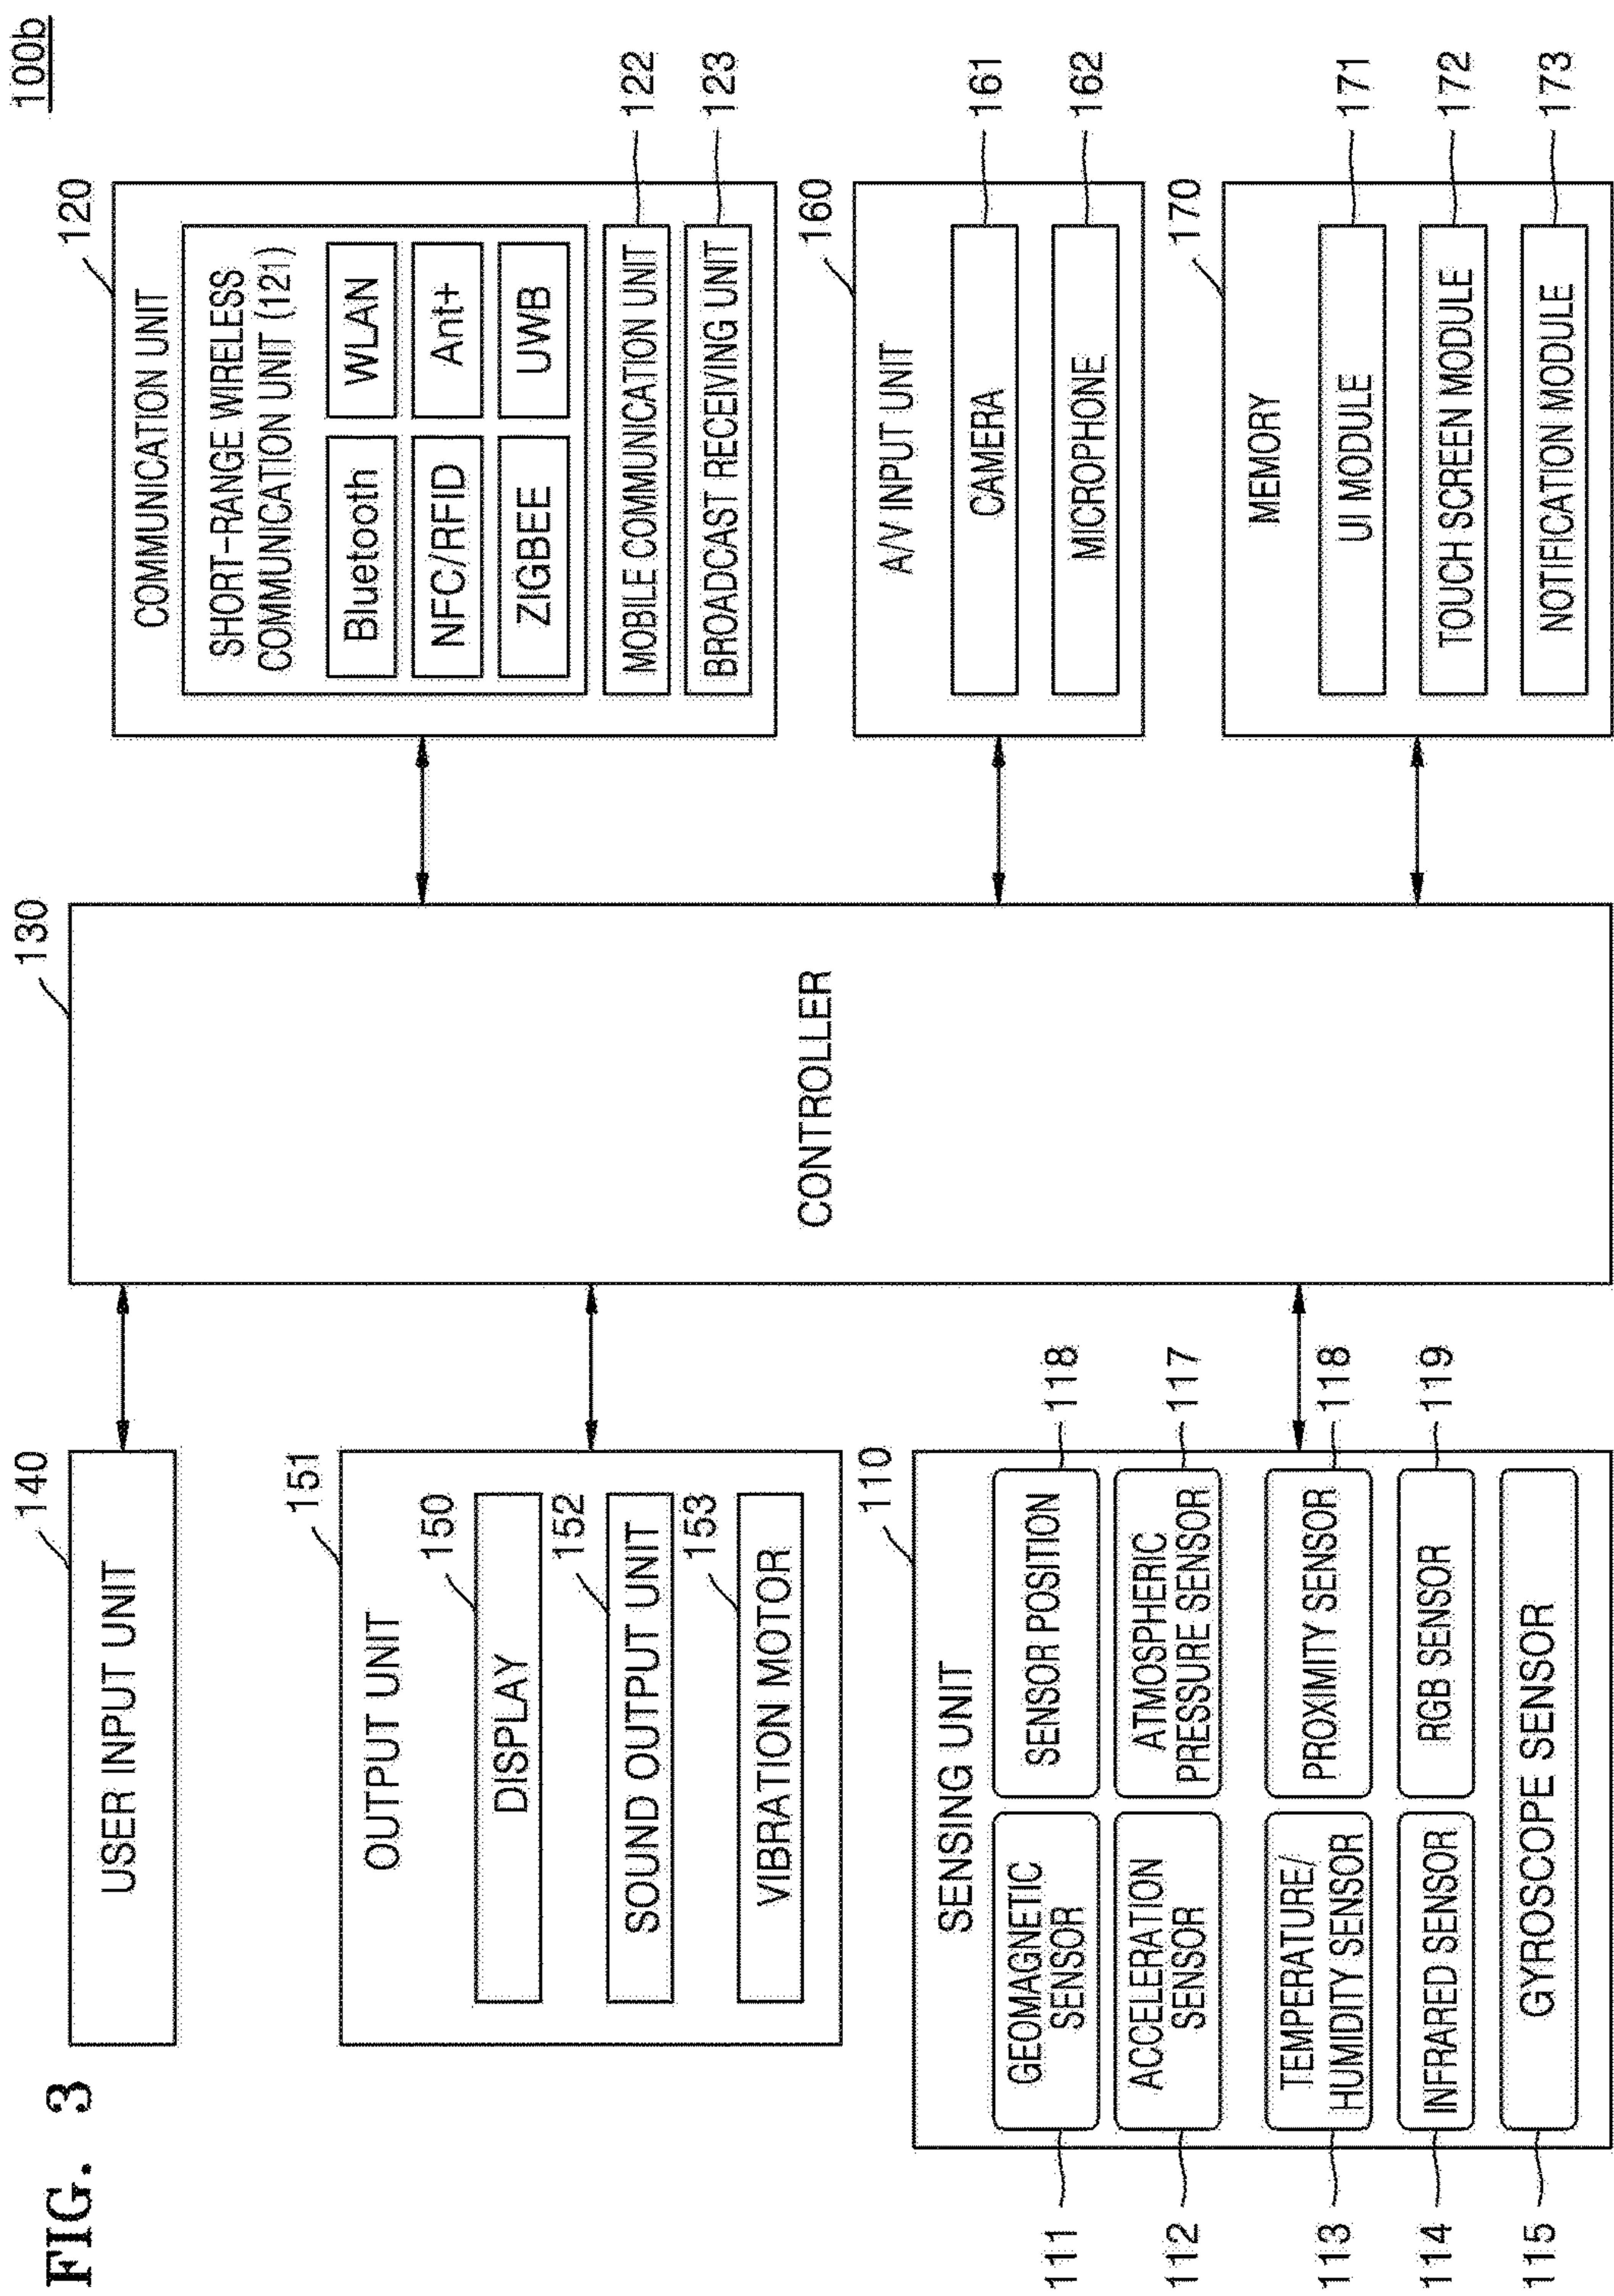 FIG. 3
100b
140
USER INPUT UNIT
151
OUTPUT UNIT
150
DISPLAY
152
SOUND OUTPUT UNIT
153
VIBRATION MOTOR
110
SENSING UNIT
111
GEOMAGNETIC
SENSOR
SENSOR POSITION
118
112
ACCELERATION
SENSOR
ATMOSPHERIC
PRESSURE SENSOR
117
113
TEMPERATURE/
HUMIDITY SENSOR
PROXIMITY SENSOR
118
114
INFRARED SENSOR
RGB SENSOR
119
115
GYROSCOPE SENSOR
130
CONTROLLER
120
COMMUNICATION UNIT
SHORT-RANGE WIRELESS
COMMUNICATION UNIT (121)
Bluetooth
WLAN
NFC/RFID
Ant+
ZIGBEE
UWB
MOBILE COMMUNICATION UNIT
122
BROADCAST RECEIVING UNIT
123
160
A/V INPUT UNIT
CAMERA
161
MICROPHONE
162
170
MEMORY
UI MODULE
171
TOUCH SCREEN MODULE
172
NOTIFICATION MODULE
173